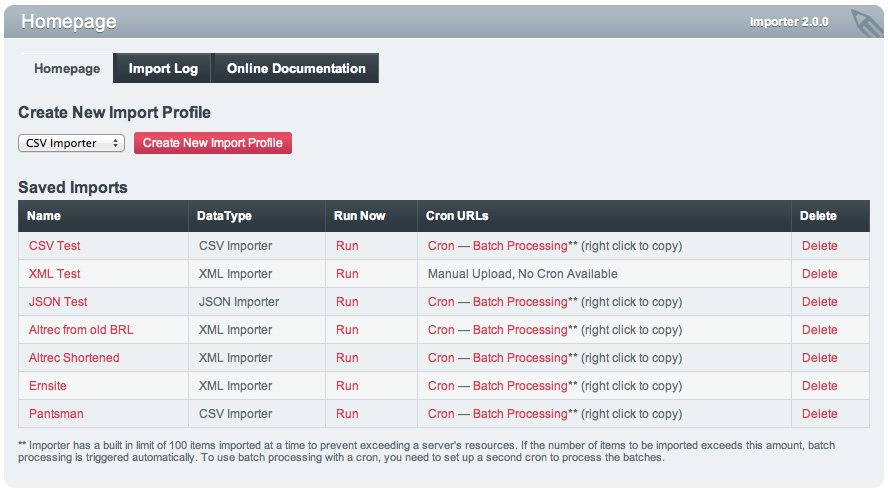 Homepage Importer 2.0.0
Homepage Import Log Online Documentation
Create New Import Profile
CSV Importer Create New Import Profile
Saved Imports
Name DataType Run Now Cron URLs Delete
CSV Test CSV Importer Run Cron — Batch Processing** (right click to copy) Delete
XML Test XML Importer Run Manual Upload, No Cron Available Delete
JSON Test JSON Importer Run Cron — Batch Processing** (right click to copy) Delete
Altrec from old BRL XML Importer Run Cron — Batch Processing** (right click to copy) Delete
Altrec Shortened XML Importer Run Cron — Batch Processing** (right click to copy) Delete
Ernsite XML Importer Run Cron — Batch Processing** (right click to copy) Delete
Pantsman CSV Importer Run Cron — Batch Processing** (right click to copy) Delete
** Importer has a built in limit of 100 items imported at a time to prevent exceeding a server's resources. If the number of items to be imported exceeds this amount, batch
processing is triggered automatically. To use batch processing with a cron, you need to set up a second cron to process the batches.